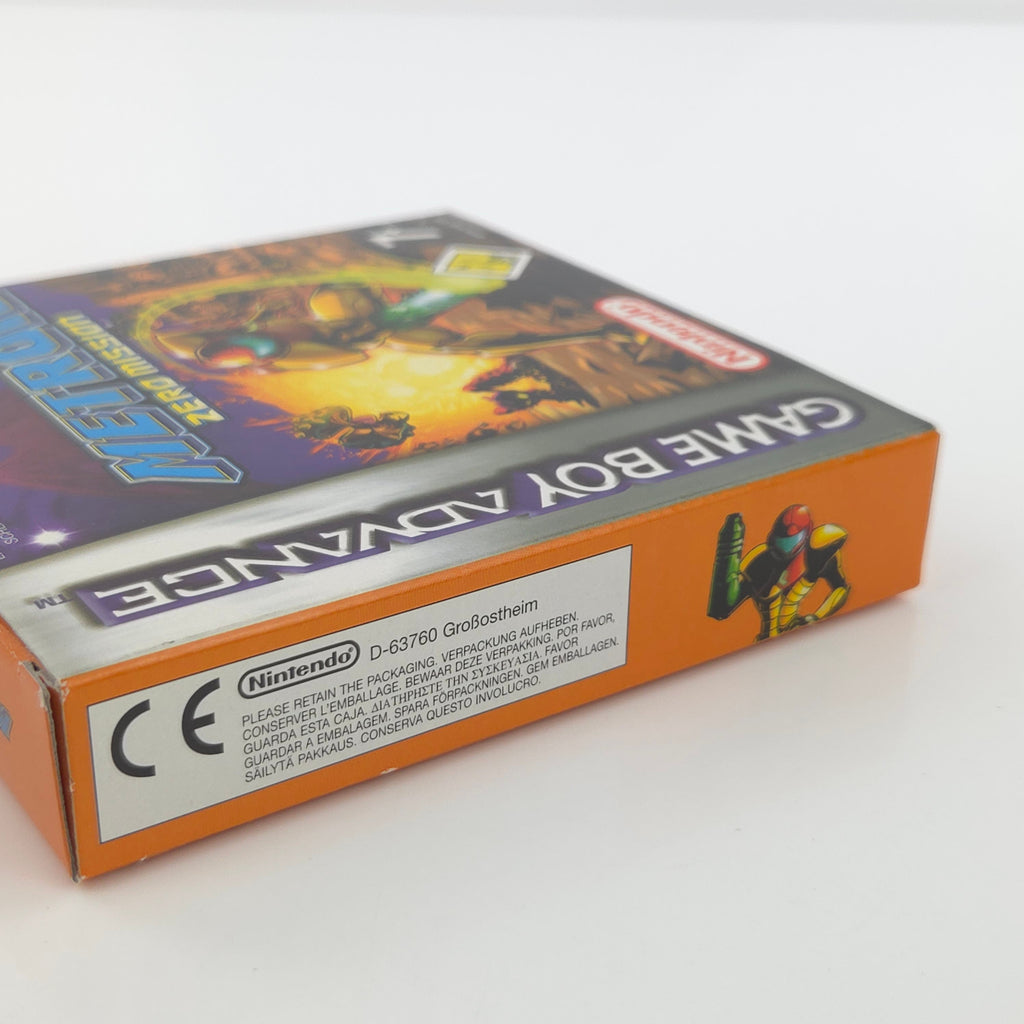 Nintendo
GAME BOY ADVANCE™
ZERO MISSION
CE
Nintendo® D-63760 Großostheim
PLEASE RETAIN THE PACKAGING. VERPACKUNG AUFHEBEN.
CONSERVER L'EMBALLAGE. BEWAAR DEZE VERPAKKING. POR FAVOR,
GUARDA ESTA CAJA. ΔΙΑΤΗΡΗΣΤΕ ΤΗΝ ΣΥΣΚΕΥΑΣΙΑ. FAVOR
GUARDAR A EMBALAGEM. SPARA FÖRPACKNINGEN. GEM EMBALLAGEN.
SÄILYTÄ PAKKAUS. CONSERVA QUESTO INVOLUCRO.